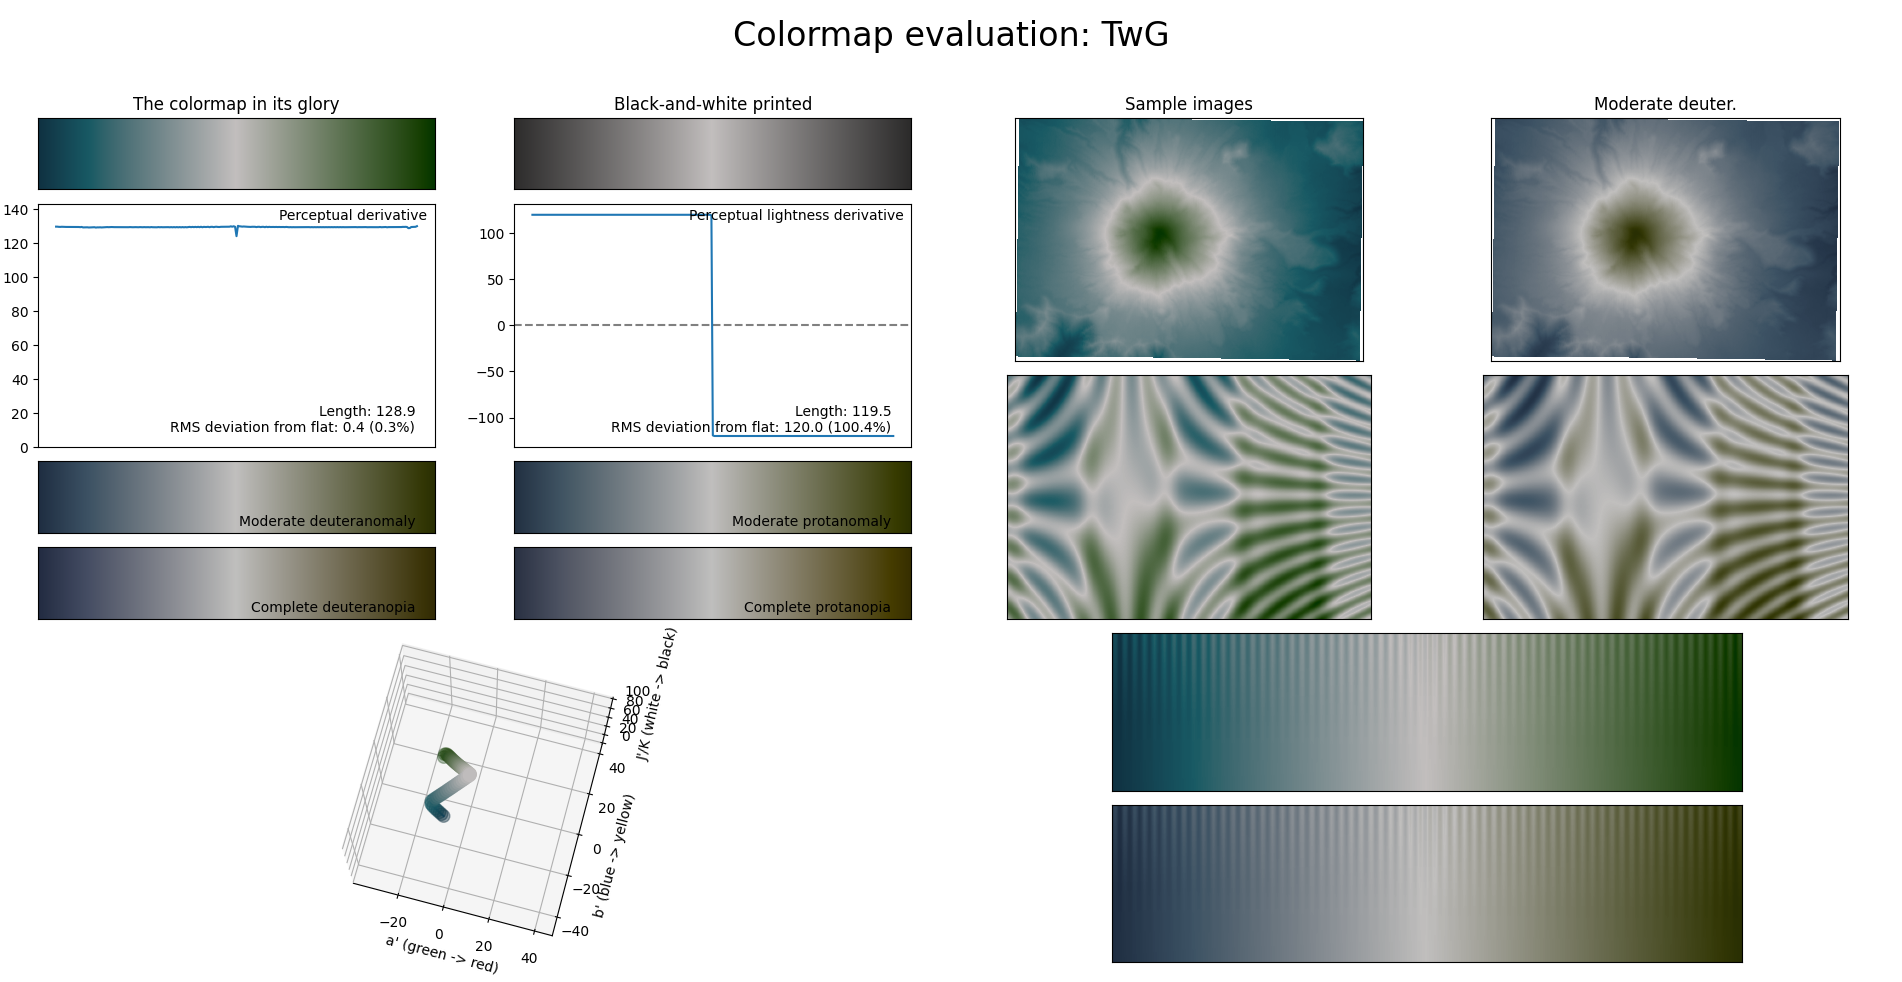 Colormap evaluation: TwG
The colormap in its glory
Black-and-white printed
Sample images
Moderate deuter.
Perceptual derivative
140
120
100
80
60
40
20
0
Length: 128.9
RMS deviation from flat: 0.4 (0.3%)
Perceptual lightness derivative
100
50
0
−50
−100
Length: 119.5
RMS deviation from flat: 120.0 (100.4%)
Moderate deuteranomaly
Moderate protanomaly
Complete deuteranopia
Complete protanopia
100
80
60
40
20
0
J'/K (white -> black)
40
20
0
−20
−40
b' (blue -> yellow)
−20
0
20
40
a' (green -> red)